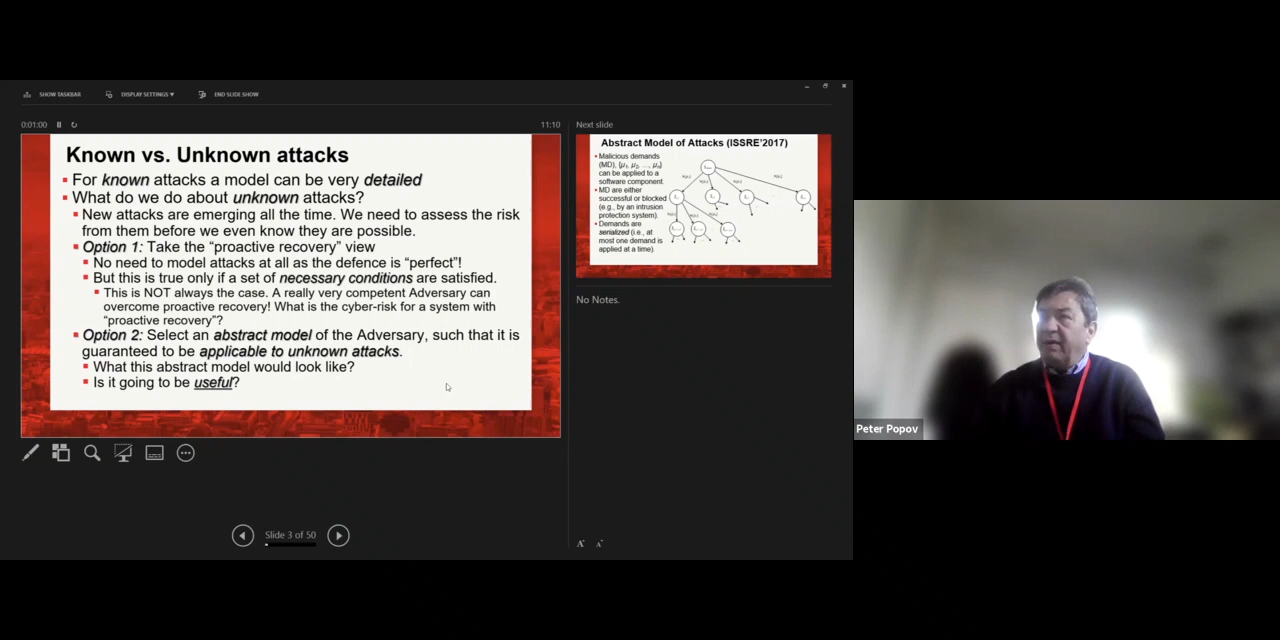 SHOW TASKBAR
DISPLAY SETTINGS ▼
END SLIDE SHOW
0:01:00
11:10
Known vs. Unknown attacks
For known attacks a model can be very detailed
What do we do about unknown attacks?
New attacks are emerging all the time. We need to assess the risk
from them before we even know they are possible.
Option 1: Take the “proactive recovery” view
No need to model attacks at all as the defence is “perfect”!
But this is true only if a set of necessary conditions are satisfied.
This is NOT always the case. A really very competent Adversary can
overcome proactive recovery! What is the cyber-risk for a system with
“proactive recovery”?
Option 2: Select an abstract model of the Adversary, such that it is
guaranteed to be applicable to unknown attacks.
What this abstract model would look like?
Is it going to be useful?
Slide 3 of 50
Next slide
Abstract Model of Attacks (ISSRE’2017)
Malicious demands
(MD), {μ1, μ2, ..., μn}
can be applied to a
software component.
MD are either
successful or blocked
(e.g., by an intrusion
protection system).
Demands are
serialized (i.e., at
most one demand is
applied at a time).
No Notes.
A
A
Peter Popov